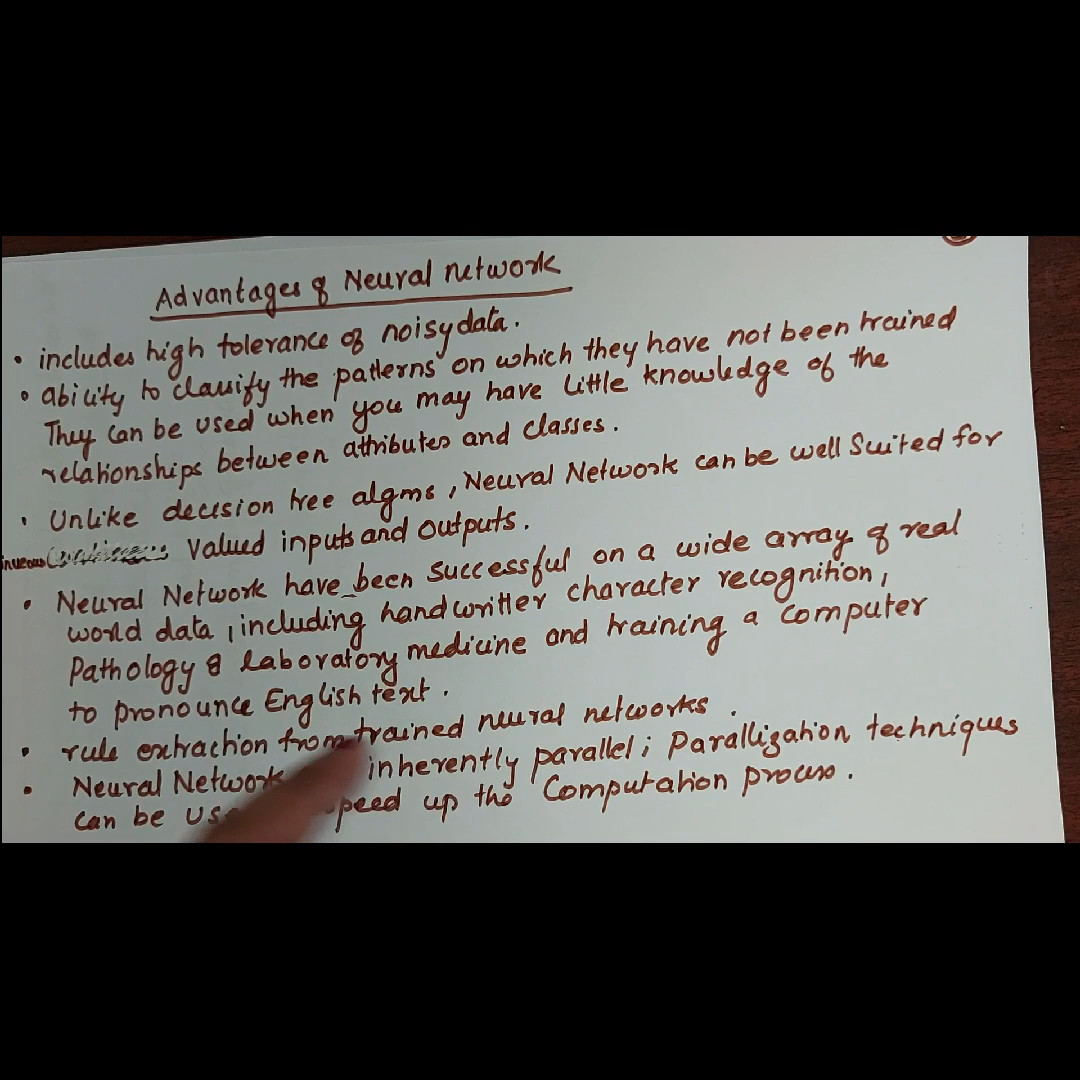 Advantages of Neural network
• includes high tolerance of noisy data.
• ability to classify the patterns on which they have not been trained
They can be used when you may have little knowledge of the
relationships between attributes and classes.
• Unlike decision tree algms, Neural Network can be well suited for
valued inputs and outputs.
• Neural Network have been successful on a wide array of real
world data, including handwritter character recognition,
Pathology & laboratory medicine and training a computer
to pronounce English text.
• rule extraction from trained neural networks.
• Neural Network inherently parallel; Parallization techniques
can be speed up the computation process.